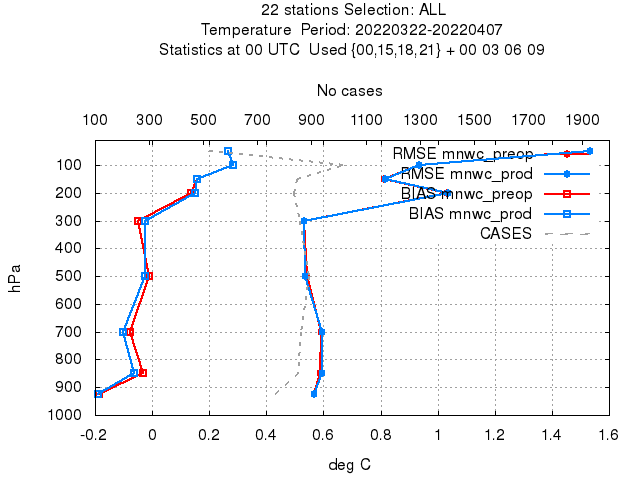 22 stations Selection: ALL
Temperature Period: 20220322-20220407
Statistics at 00 UTC Used {00,15,18,21} + 00 03 06 09
No cases
100 300 500 700 900 1100 1300 1500 1700 1900
RMSE mnwc_preop
RMSE mnwc_prod
BIAS mnwc_preop
BIAS mnwc_prod
CASES
hPa
100
200
300
400
500
600
700
800
900
1000
-0.2 0 0.2 0.4 0.6 0.8 1 1.2 1.4 1.6
deg C